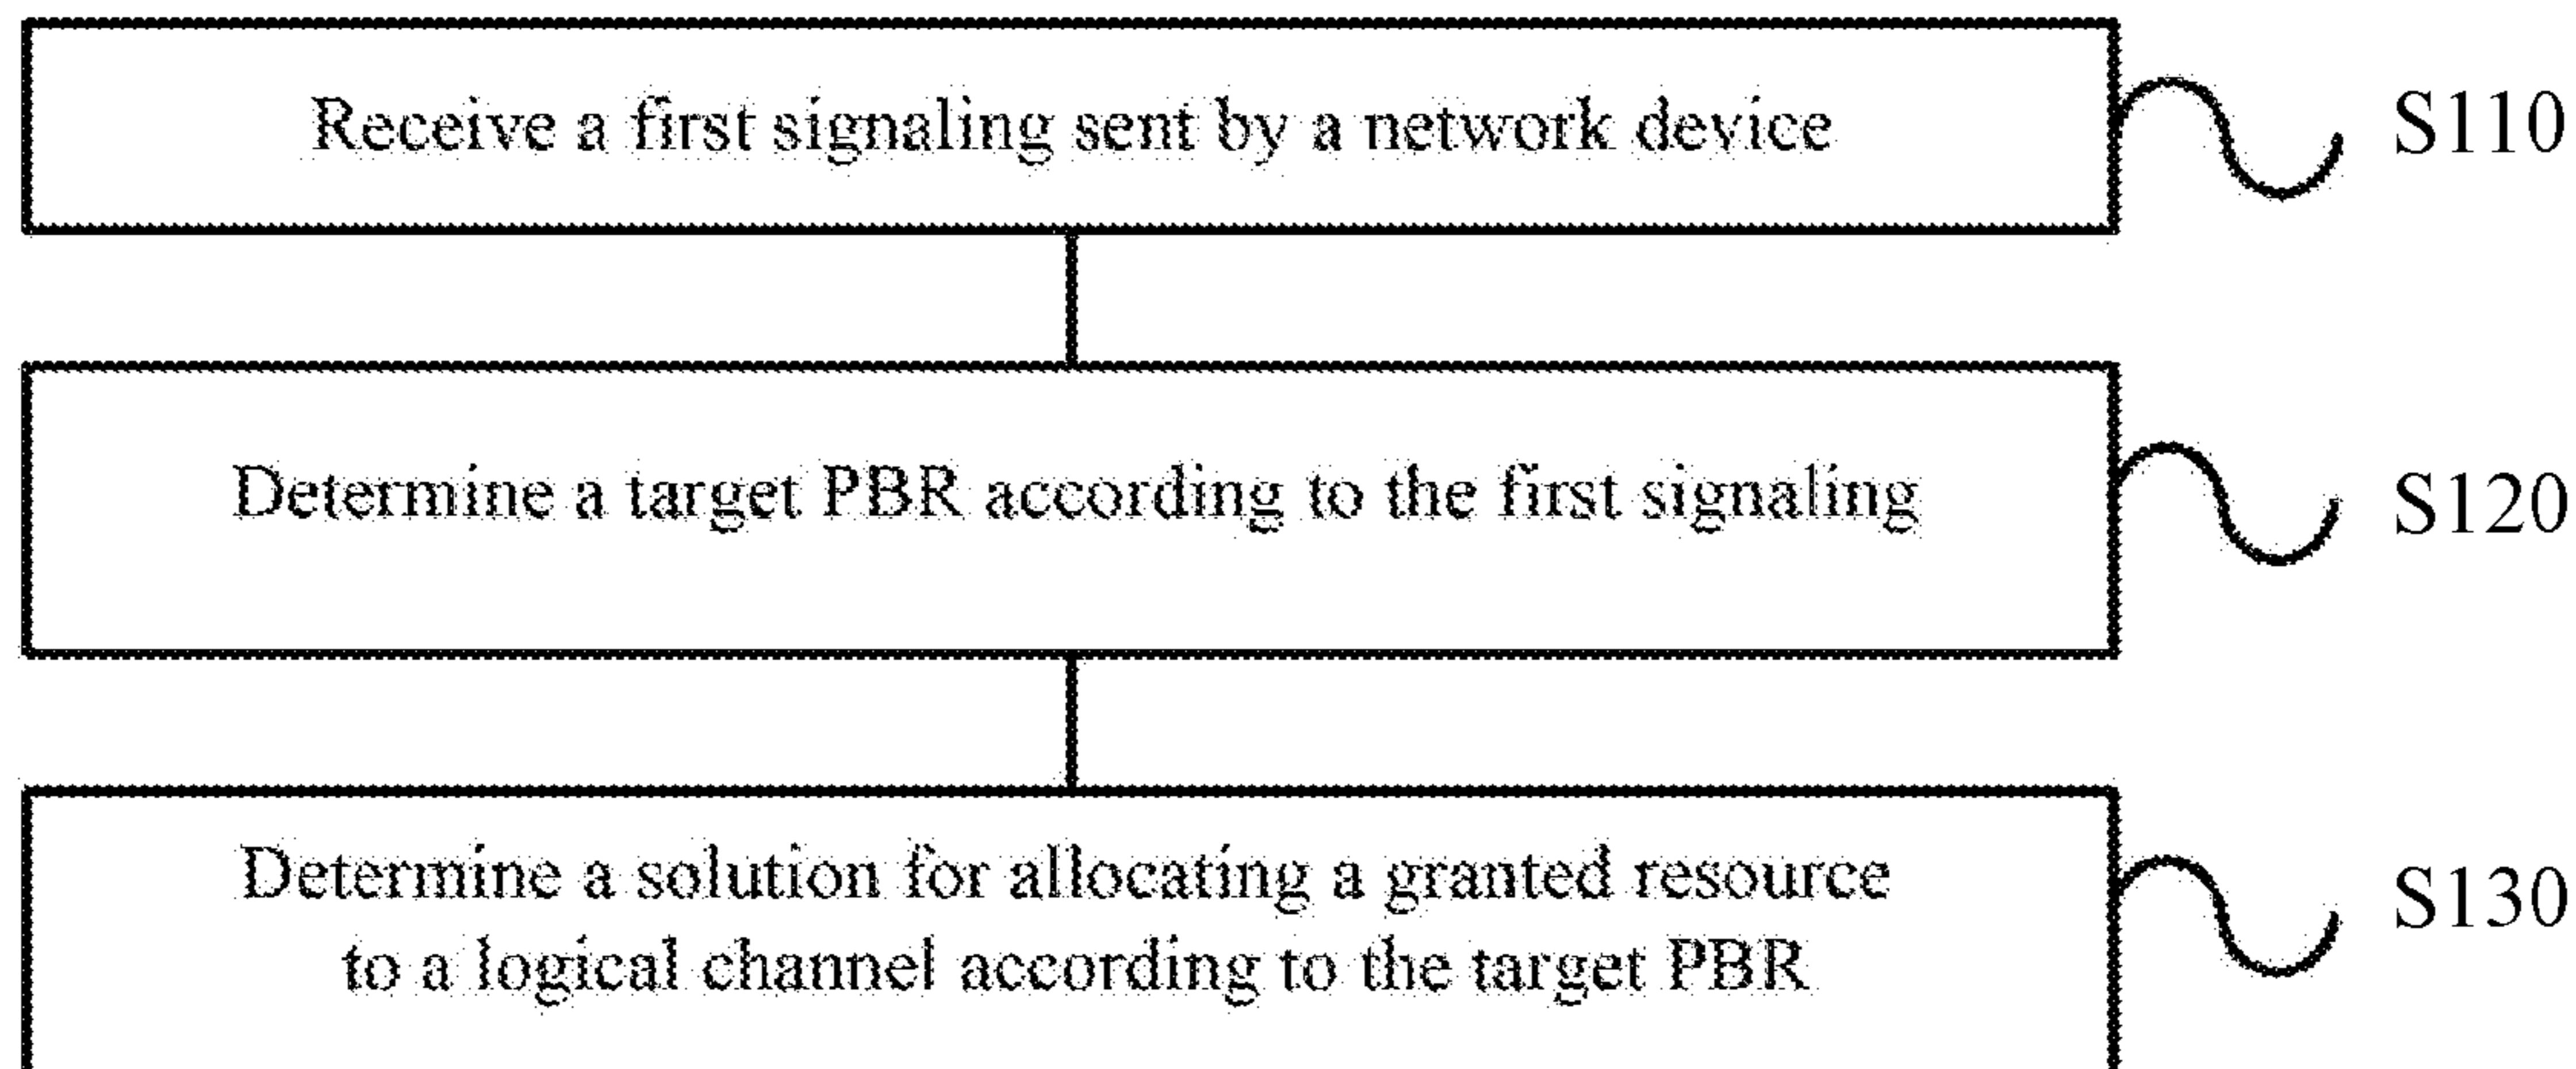 Receive a first signaling sent by a network device
S110
Determine a target PBR according to the first signaling
S120
Determine a solution for allocating a granted resource
to a logical channel according to the target PBR
S130